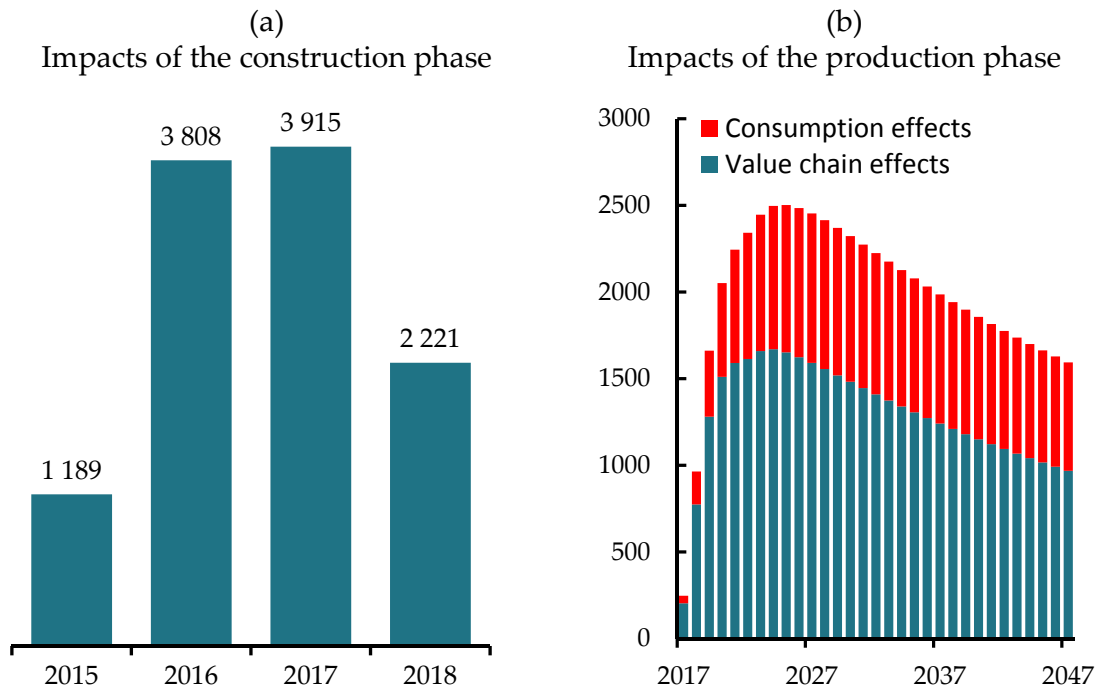 (a)
Impacts of the construction phase
3 915
3 808
2 221
1 189
2015 2016 2017 2018
(b)
Impacts of the production phase
Consumption effects
Value chain effects
3000
2500
2000
1500
1000
500
0
2017 2027 2037 2047